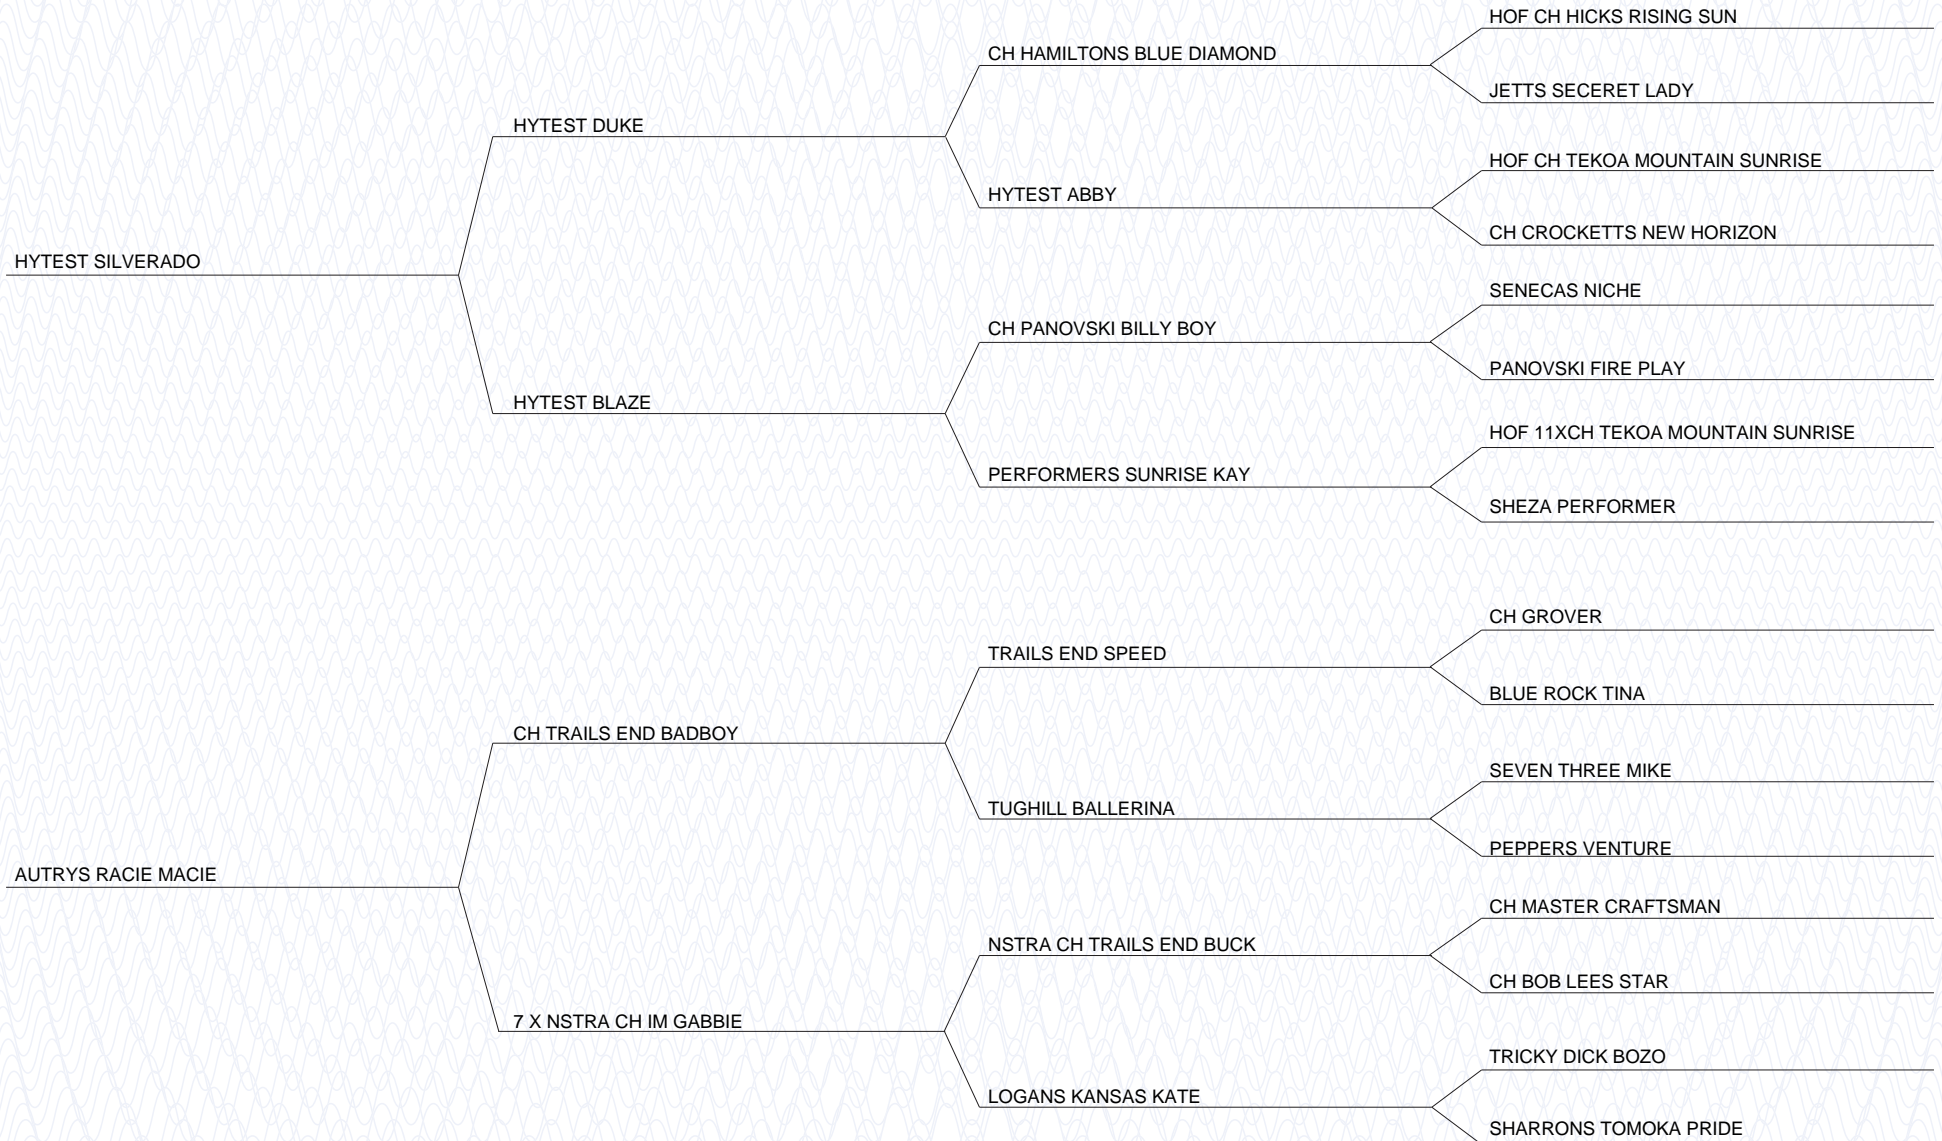 HOF CH HICKS RISING SUN
CH HAMILTONS BLUE DIAMOND
JETTS SECERET LADY
HYTEST DUKE
HOF CH TEKOA MOUNTAIN SUNRISE
HYTEST ABBY
CH CROCKETTS NEW HORIZON
HYTEST SILVERADO
SENECAS NICHE
CH PANOVSKI BILLY BOY
PANOVSKI FIRE PLAY
HYTEST BLAZE
HOF 11XCH TEKOA MOUNTAIN SUNRISE
PERFORMERS SUNRISE KAY
SHEZA PERFORMER
CH GROVER
TRAILS END SPEED
BLUE ROCK TINA
CH TRAILS END BADBOY
SEVEN THREE MIKE
TUGHILL BALLERINA
PEPPERS VENTURE
AUTRYS RACIE MACIE
CH MASTER CRAFTSMAN
NSTRA CH TRAILS END BUCK
CH BOB LEES STAR
7 X NSTRA CH IM GABBIE
TRICKY DICK BOZO
LOGANS KANSAS KATE
SHARRONS TOMOKA PRIDE